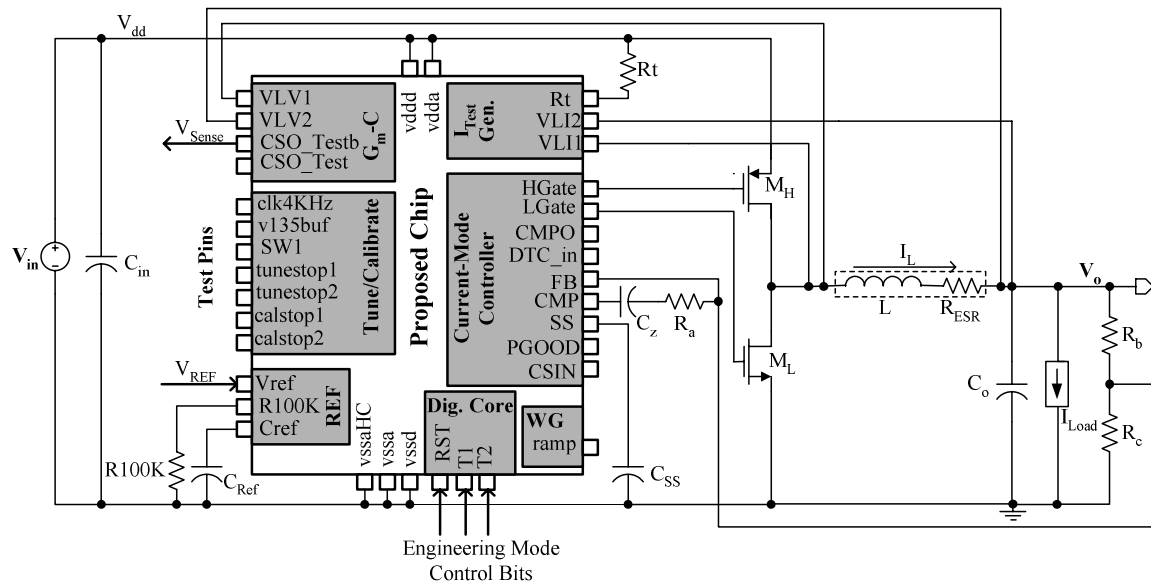 V_dd
V_in
+
-
C_in
VLV1
VLV2
CSO_Testb
CSO_Test
G_m-C
V_Sense
vddd
vdda
I_Test Gen.
Rt
VLI2
VLI1
Rt
Test Pins
clk4KHz
v135buf
SW1
tunestop1
tunestop2
calstop1
calstop2
Tune/Calibrate
Proposed Chip
Current-Mode
Controller
HGate
LGate
CMPO
DTC_in
FB
CMP
SS
PGOOD
CSIN
M_H
M_L
C_z
R_a
I_L
L
R_ESR
V_o
R_b
R_c
C_o
I_Load
V_REF
Vref
R100K
Cref
REF
R100K
C_Ref
vssaHC
vssa
vssd
Dig. Core
RST
T1
T2
WG
ramp
C_SS
Engineering Mode
Control Bits